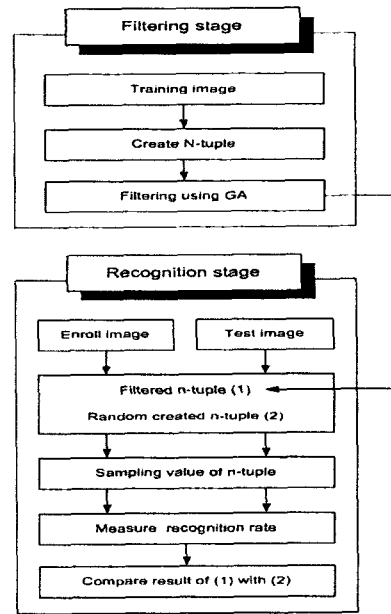 Filtering stage
Training image
Create N-tuple
Filtering using GA
Recognition stage
Enroll image
Test image
Filtered n-tuple (1)
Random created n-tuple (2)
Sampling value of n-tuple
Measure recognition rate
Compare result of (1) with (2)